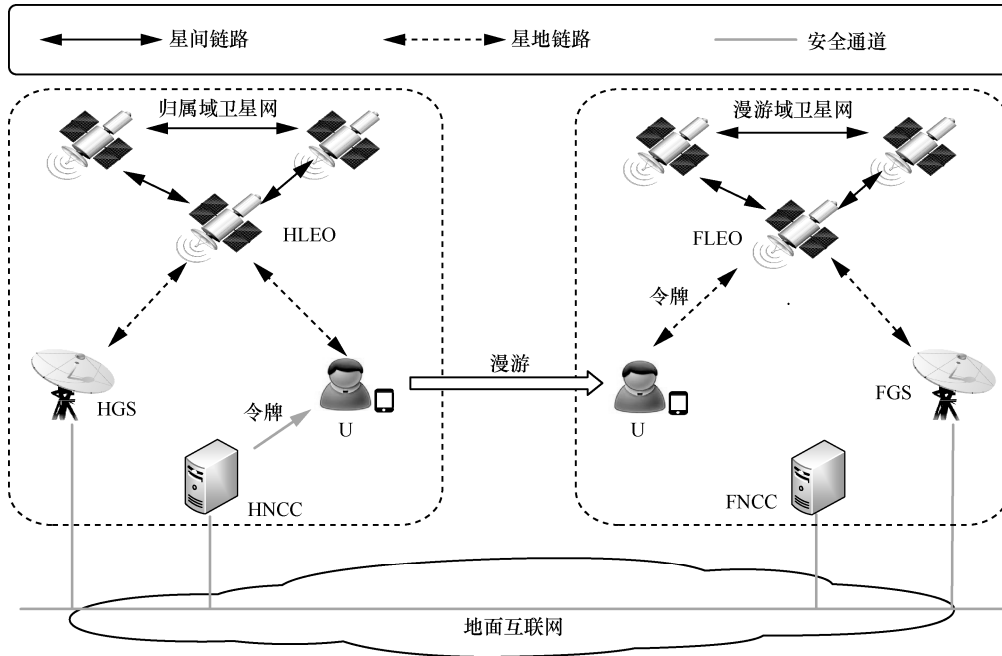 星间链路
星地链路
安全通道
归属域卫星网
漫游域卫星网
HLEO
FLEO
令牌
漫游
HGS
FGS
令牌
U
U
HNCC
FNCC
地面互联网